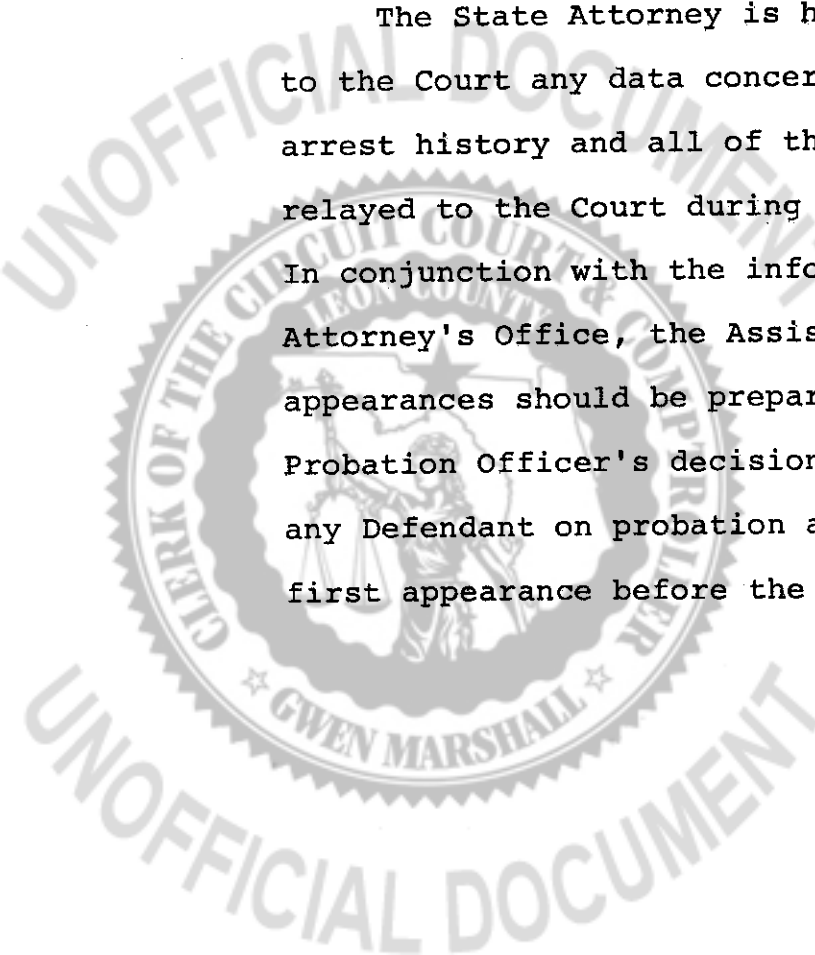 The State Attorney is h
to the Court any data concer
arrest history and all of th
relayed to the Court during
In conjunction with the info
Attorney's Office, the Assis
appearances should be prepar
Probation Officer's decision
any Defendant on probation a
first appearance before the
UNOFFICIAL DOCUMENT
CLERK OF THE CIRCUIT COURT & COMPTROLLER
LEON COUNTY
GWEN MARSHALL
UNOFFICIAL DOCUMENT